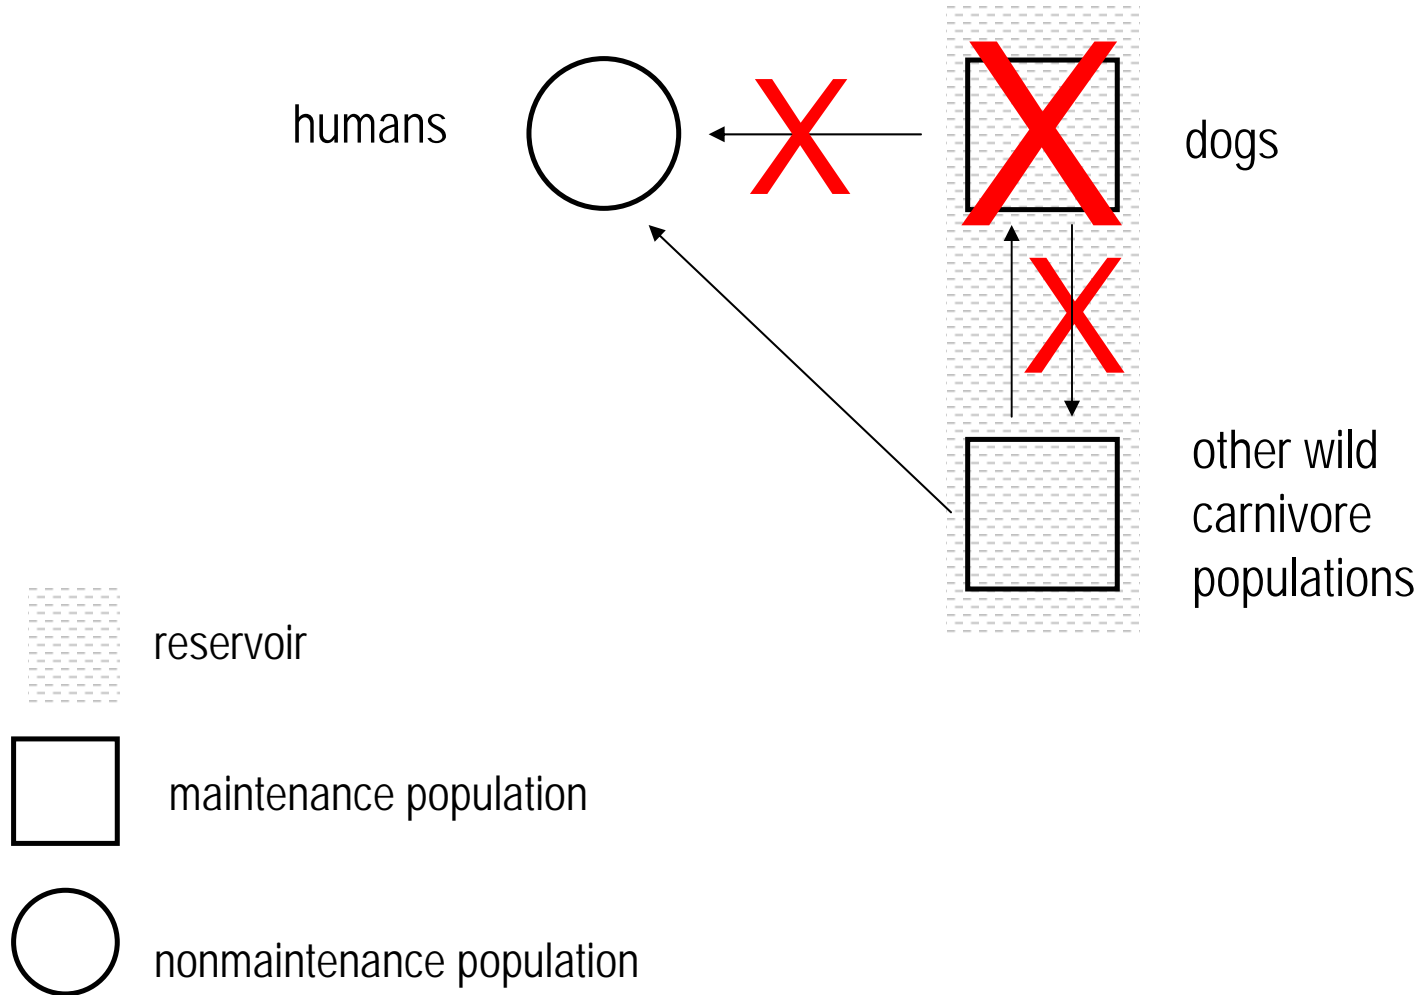 humans
dogs
other wild
carnivore
populations
reservoir
maintenance population
nonmaintenance population